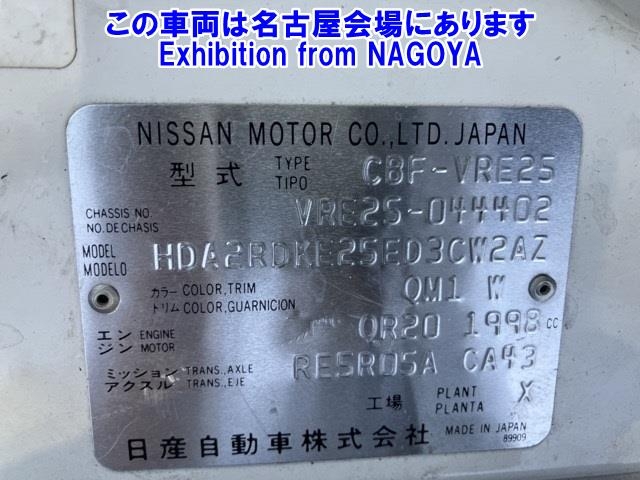 この車両は名古屋会場にあります
Exhibition from NAGOYA
NISSAN MOTOR CO.,LTD. JAPAN
型式 TYPE TIPO CBF-VRE25
CHASSIS NO. NO. DE CHASIS VRE25-044402
MODEL MODELO HDA2RDKE25ED3CW2AZ
カラー COLOR,TRIM QM1 W
トリム COLOR,GUARNICION
エンジン ENGINE MOTOR QR20 1998 cc
ミッション TRANS.,AXLE RE5R05A CA43
アクスル TRANS.,EJE
工場 PLANT PLANTA X
日産自動車株式会社 MADE IN JAPAN
89909